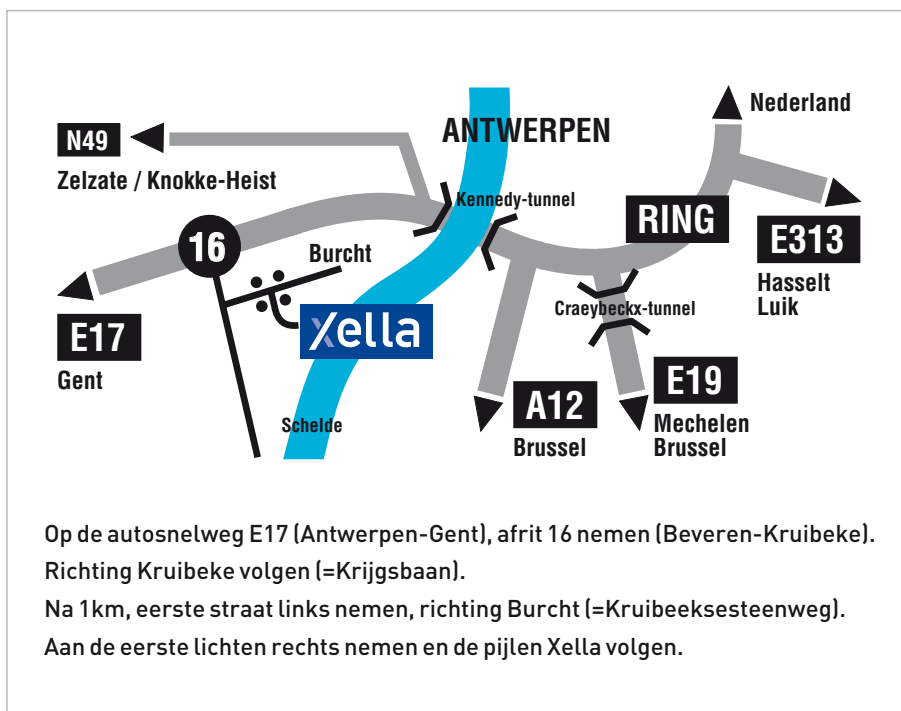 Nederland
N49
ANTWERPEN
Zelzate / Knokke-Heist
Kennedy-tunnel
RING
16
E313
Burcht
Hasselt
Luik
Craeybeckx-tunnel
Xella
E17
Gent
E19
A12
Schelde
Mechelen
Brussel
Brussel
Op de autosnelweg E17 (Antwerpen-Gent), afrit 16 nemen (Beveren-Kruibeke).
Richting Kruibeke volgen (=Krijgsbaan).
Na 1km, eerste straat links nemen, richting Burcht (=Kruibeeksesteenweg).
Aan de eerste lichten rechts nemen en de pijlen Xella volgen.